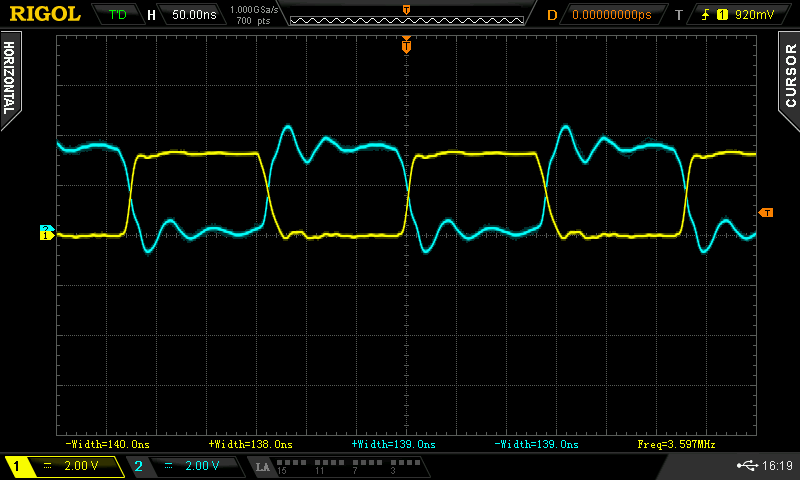 RIGOL T'D H 50.00ns 1.000GSa/s 700 pts T D 0.00000000ps T 1 920mV
HORIZONTAL
CURSOR
T
T
2
1
-Width=140.0ns +Width=138.0ns +Width=139.0ns -Width=139.0ns Freq=3.597MHz
1 2.00 V 2 2.00 V LA 15 11 7 3 16:19